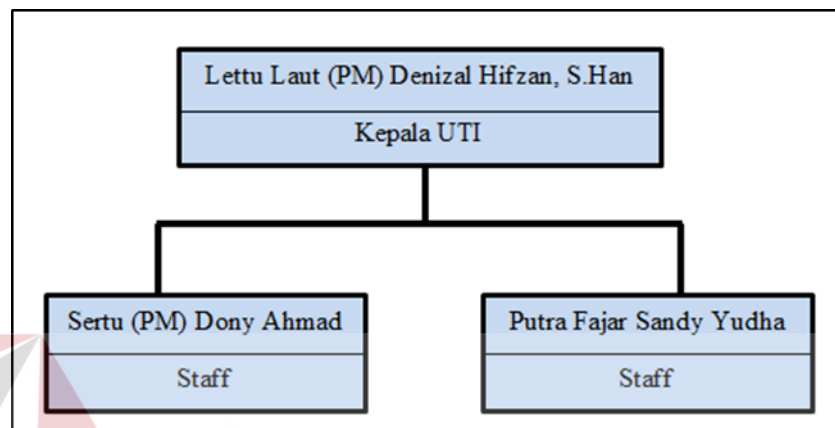 Lettu Laut (PM) Denizal Hifzan, S.Han
Kepala UTI
Sertu (PM) Dony Ahmad
Staff
Putra Fajar Sandy Yudha
Staff